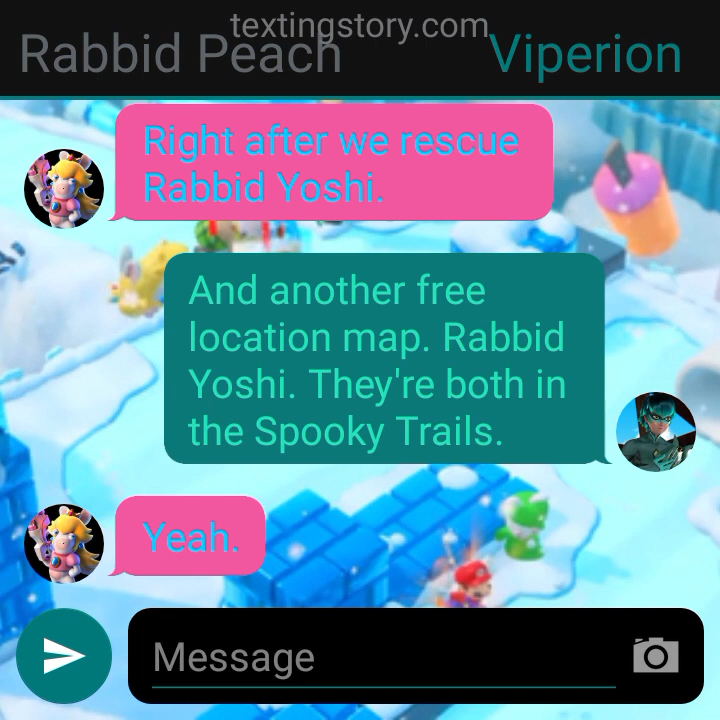 textingstory.com
Rabbid Peach
Viperion
Right after we rescue
Rabbid Yoshi.
And another free
location map. Rabbid
Yoshi. They're both in
the Spooky Trails.
Yeah.
Message